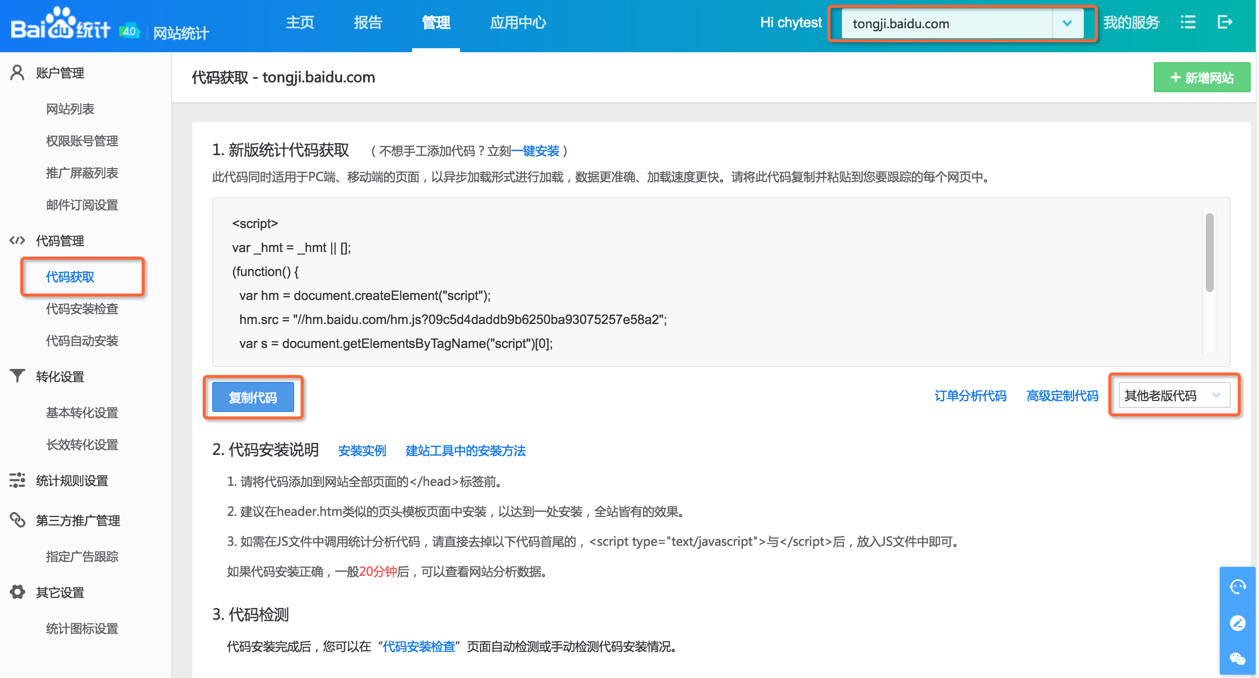 Baidu统计 4.0 网站统计 主页 报告 管理 应用中心 Hi chytest tongji.baidu.com 我的服务
账户管理
网站列表
权限账号管理
推广屏蔽列表
邮件订阅设置
代码管理
代码获取
代码安装检查
代码自动安装
转化设置
基本转化设置
长效转化设置
统计规则设置
第三方推广管理
指定广告跟踪
其它设置
统计图标设置
代码获取 - tongji.baidu.com
+ 新增网站
1. 新版统计代码获取 （不想手工添加代码？立刻一键安装）
此代码同时适用于PC端、移动端的页面，以异步加载形式进行加载，数据更准确、加载速度更快。请将此代码复制并粘贴到您要跟踪的每个网页中。
<script>
var _hmt = _hmt || [];
(function() {
var hm = document.createElement("script");
hm.src = "//hm.baidu.com/hm.js?09c5d4daddb9b6250ba93075257e58a2";
var s = document.getElementsByTagName("script")[0];
复制代码
订单分析代码 高级定制代码 其他老版代码
2. 代码安装说明 安装实例 建站工具中的安装方法
1. 请将代码添加到网站全部页面的</head>标签前。
2. 建议在header.htm类似的页头模板页面中安装，以达到一处安装，全站皆有的效果。
3. 如需在JS文件中调用统计分析代码，请直接去掉以下代码首尾的，<script type="text/javascript">与</script>后，放入JS文件中即可。
如果代码安装正确，一般20分钟后，可以查看网站分析数据。
3. 代码检测
代码安装完成后，您可以在“代码安装检查”页面自动检测或手动检测代码安装情况。